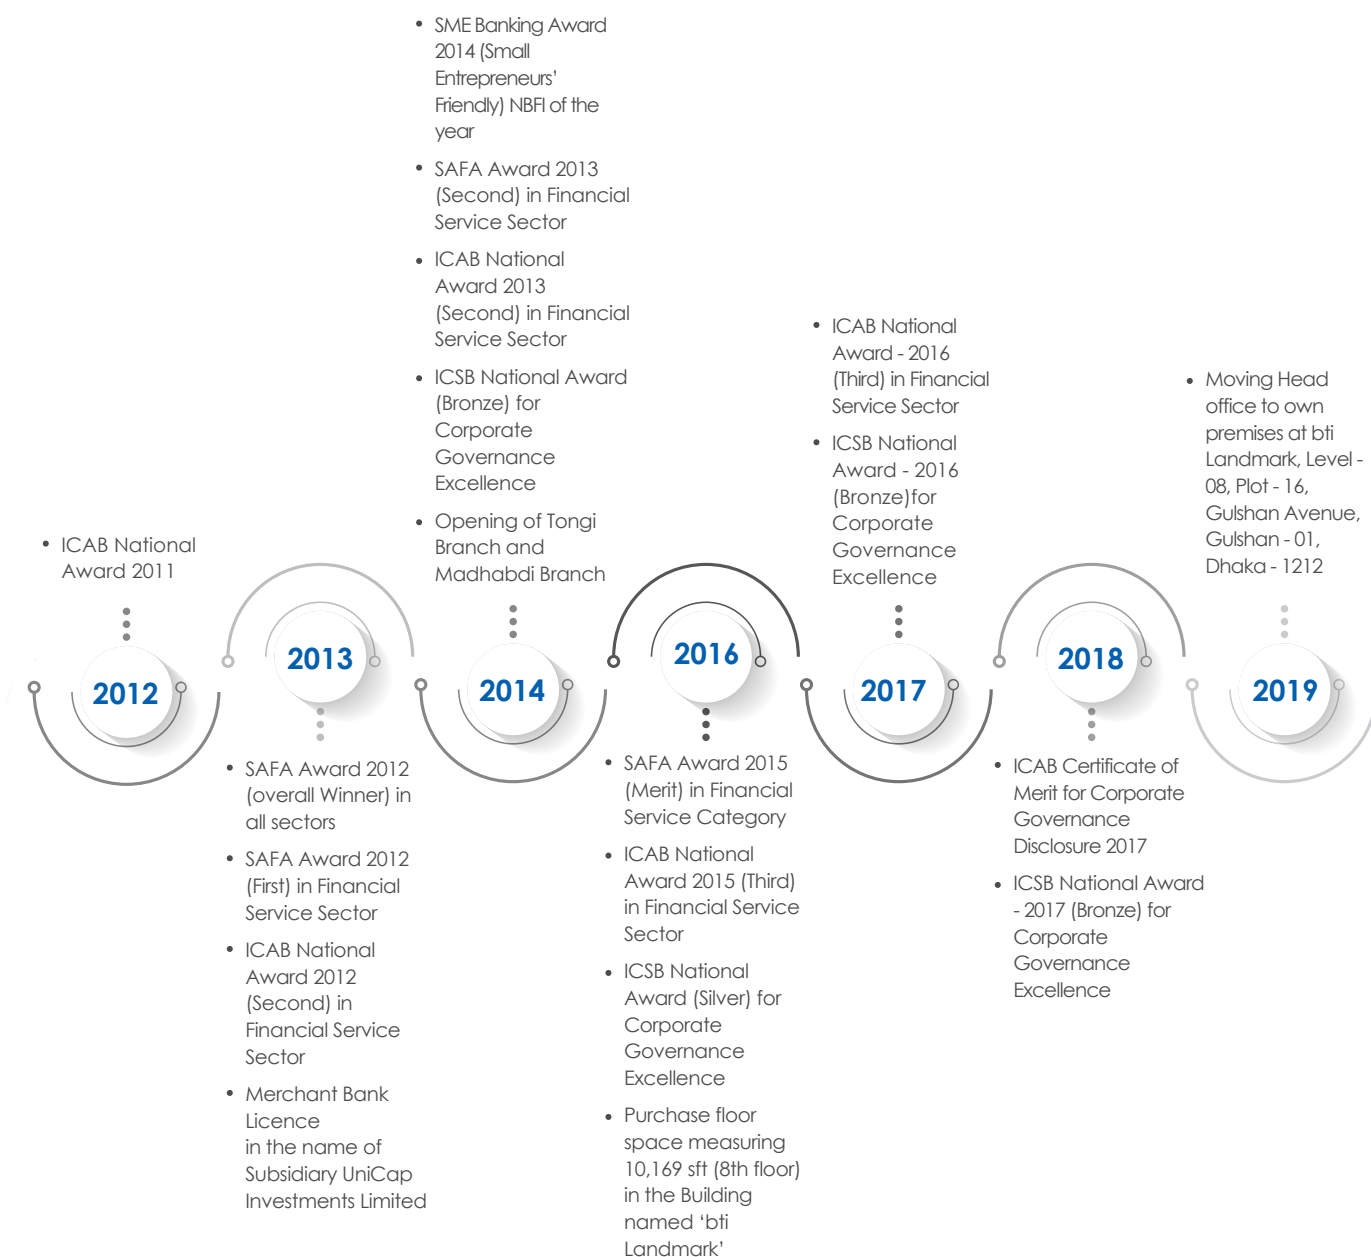 • SME Banking Award
2014 (Small
Entrepreneurs’
Friendly) NBFI of the
year
• SAFA Award 2013
(Second) in Financial
Service Sector
• ICAB National
Award 2013
(Second) in Financial
Service Sector
• ICSB National Award
(Bronze) for
Corporate
Governance
Excellence
• Opening of Tongi
Branch and
Madhabdi Branch
• ICAB National
Award - 2016
(Third) in Financial
Service Sector
• ICSB National
Award - 2016
(Bronze)for
Corporate
Governance
Excellence
• Moving Head
office to own
premises at bti
Landmark, Level -
08, Plot - 16,
Gulshan Avenue,
Gulshan - 01,
Dhaka - 1212
• ICAB National
Award 2011
2012
2013
2014
2016
2017
2018
2019
• SAFA Award 2012
(overall Winner) in
all sectors
• SAFA Award 2012
(First) in Financial
Service Sector
• ICAB National
Award 2012
(Second) in
Financial Service
Sector
• Merchant Bank
Licence
in the name of
Subsidiary UniCap
Investments Limited
• SAFA Award 2015
(Merit) in Financial
Service Category
• ICAB National
Award 2015 (Third)
in Financial Service
Sector
• ICSB National
Award (Silver) for
Corporate
Governance
Excellence
• Purchase floor
space measuring
10,169 sft (8th floor)
in the Building
named ‘bti
Landmark’
• ICAB Certificate of
Merit for Corporate
Governance
Disclosure 2017
• ICSB National Award
- 2017 (Bronze) for
Corporate
Governance
Excellence